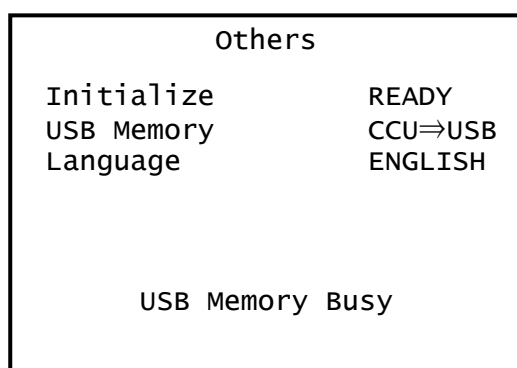 Others
Initialize READY
USB Memory CCU⇒USB
Language ENGLISH
USB Memory Busy